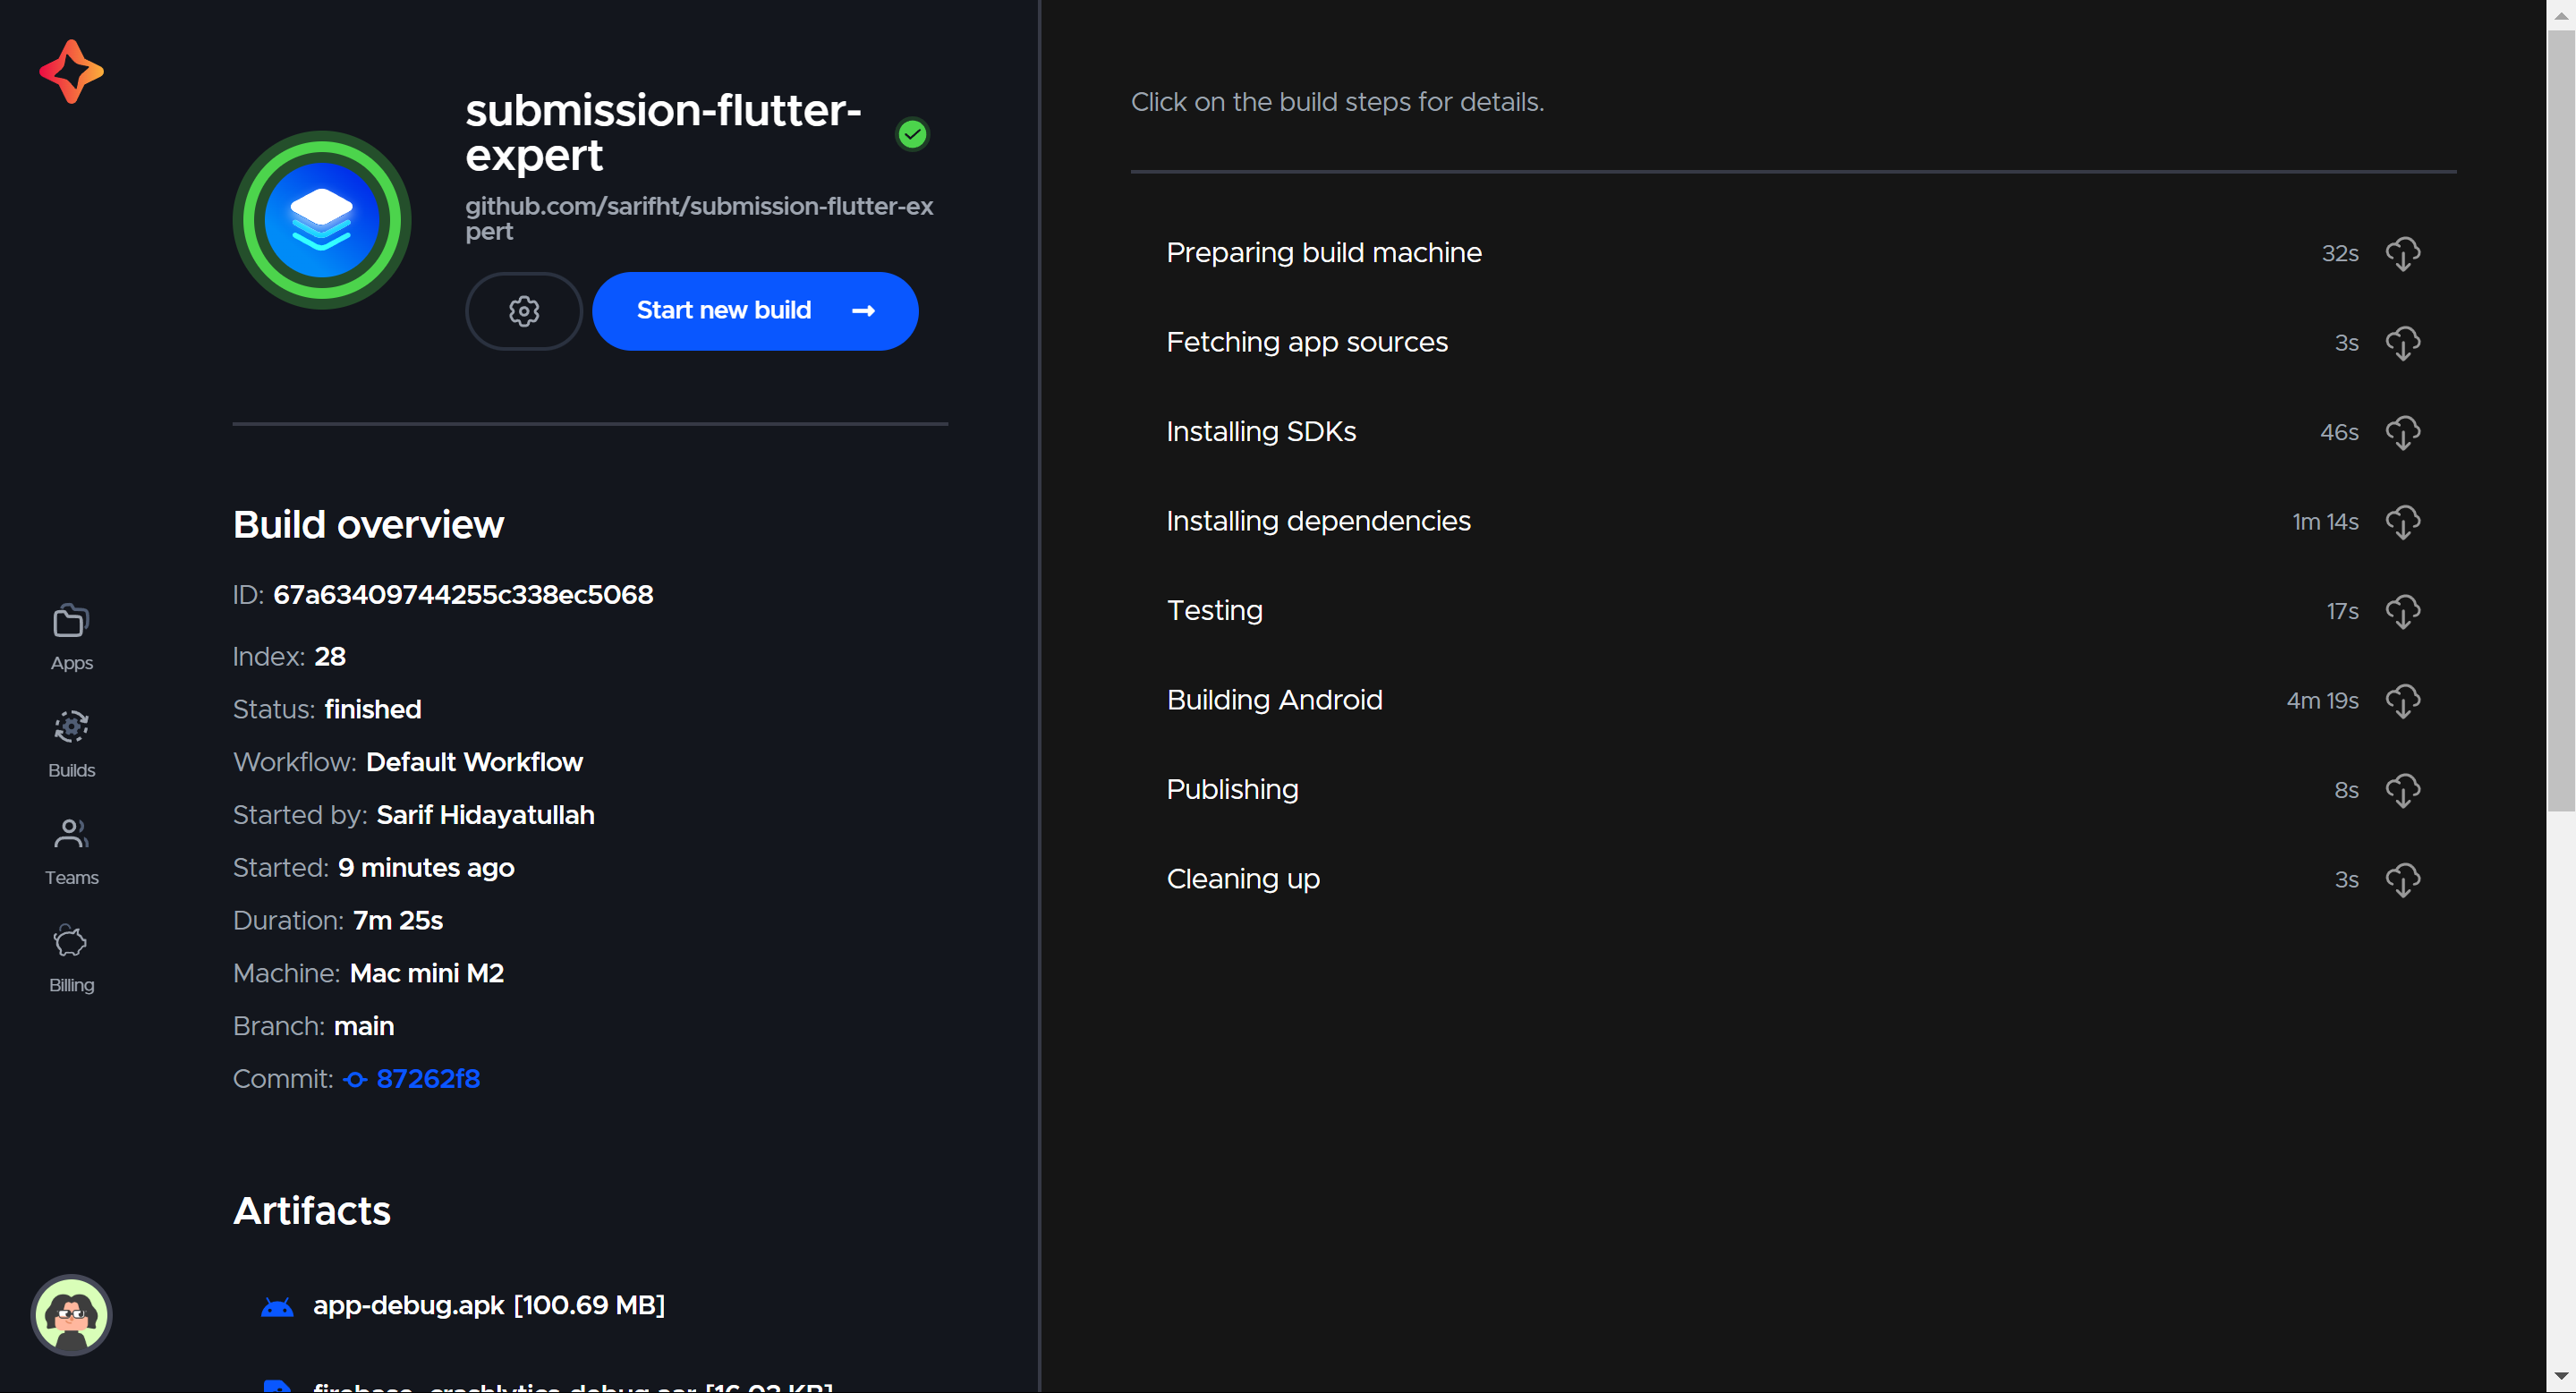 submission-flutter-
expert
github.com/sarifht/submission-flutter-ex
pert
Start new build
Build overview
ID: 67a63409744255c338ec5068
Index: 28
Status: finished
Workflow: Default Workflow
Started by: Sarif Hidayatullah
Started: 9 minutes ago
Duration: 7m 25s
Machine: Mac mini M2
Branch: main
Commit: 87262f8
Artifacts
app-debug.apk [100.69 MB]
Apps
Builds
Teams
Billing
Click on the build steps for details.
Preparing build machine 32s
Fetching app sources 3s
Installing SDKs 46s
Installing dependencies 1m 14s
Testing 17s
Building Android 4m 19s
Publishing 8s
Cleaning up 3s